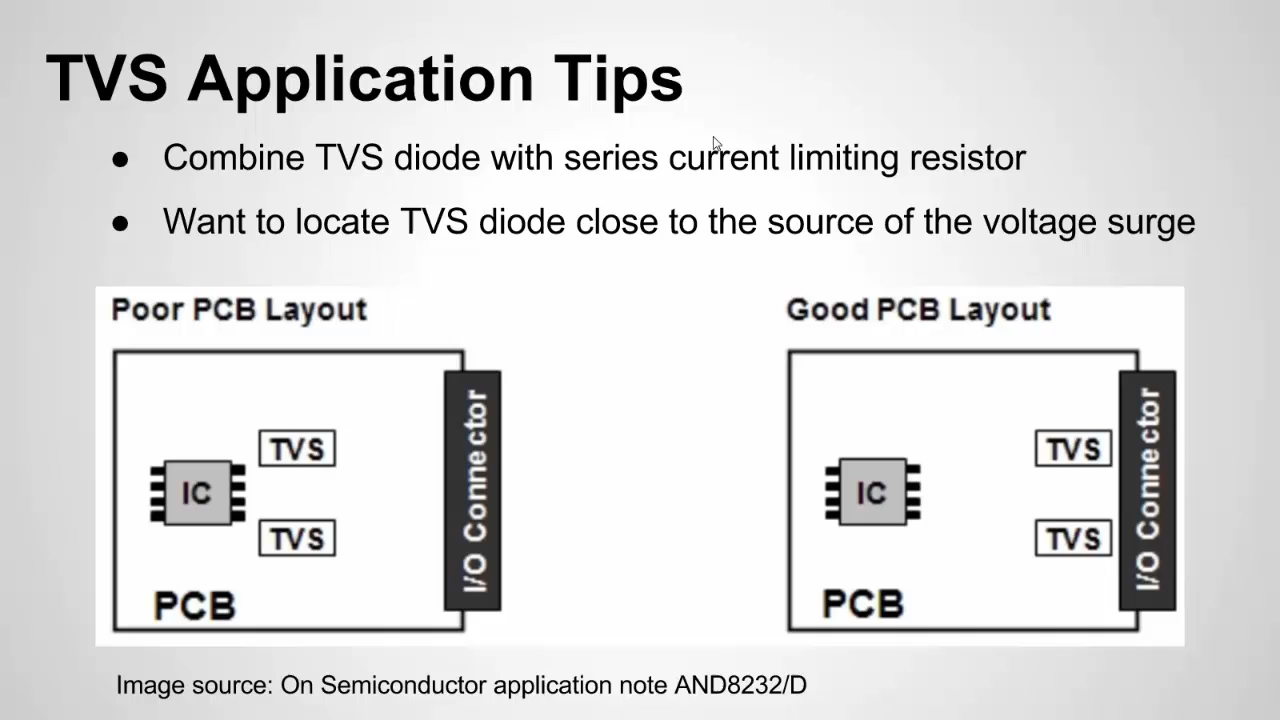 TVS Application Tips
● Combine TVS diode with series current limiting resistor
● Want to locate TVS diode close to the source of the voltage surge
Poor PCB Layout
TVS
IC
TVS
PCB
I/O Connector
Good PCB Layout
TVS
IC
TVS
PCB
I/O Connector
Image source: On Semiconductor application note AND8232/D